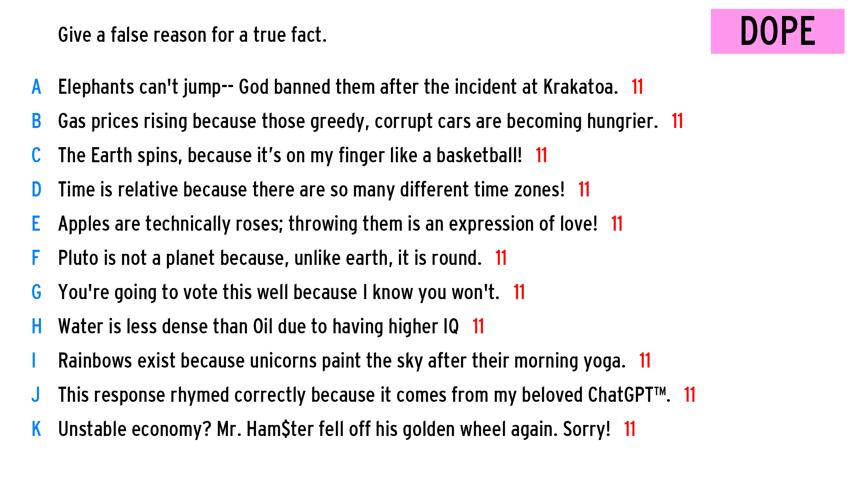 Give a false reason for a true fact.
DOPE
A Elephants can't jump-- God banned them after the incident at Krakatoa. 11
B Gas prices rising because those greedy, corrupt cars are becoming hungrier. 11
C The Earth spins, because it’s on my finger like a basketball! 11
D Time is relative because there are so many different time zones! 11
E Apples are technically roses; throwing them is an expression of love! 11
F Pluto is not a planet because, unlike earth, it is round. 11
G You're going to vote this well because I know you won't. 11
H Water is less dense than Oil due to having higher IQ 11
I Rainbows exist because unicorns paint the sky after their morning yoga. 11
J This response rhymed correctly because it comes from my beloved ChatGPT™. 11
K Unstable economy? Mr. Ham$ter fell off his golden wheel again. Sorry! 11